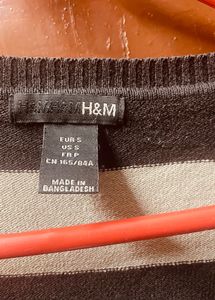 H&M
EUR S
US S
FR P
CN 165/84A
MADE IN
BANGLADESH